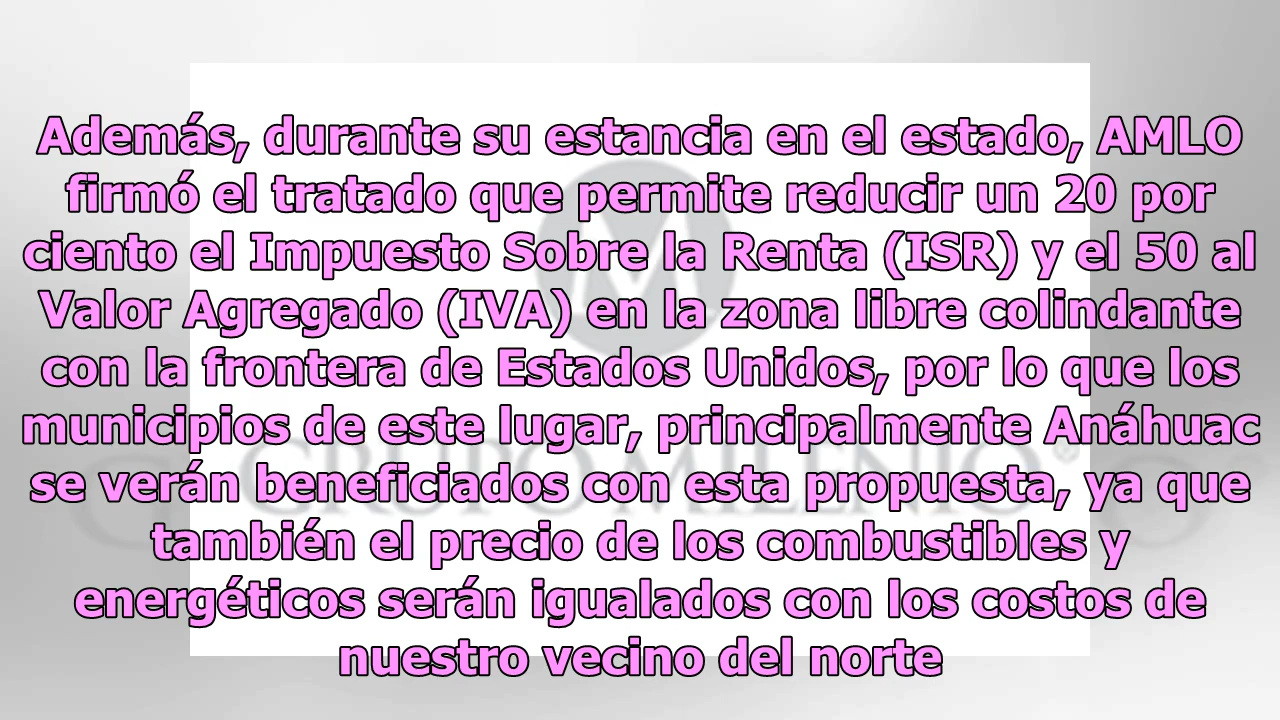 Además, durante su estancia en el estado, AMLO
firmó el tratado que permite reducir un 20 por
ciento el Impuesto Sobre la Renta (ISR) y el 50 al
Valor Agregado (IVA) en la zona libre colindante
con la frontera de Estados Unidos, por lo que los
municipios de este lugar, principalmente Anáhuac
se verán beneficiados con esta propuesta, ya que
también el precio de los combustibles y
energéticos serán igualados con los costos de
nuestro vecino del norte
M
GRUPO MILENIO®